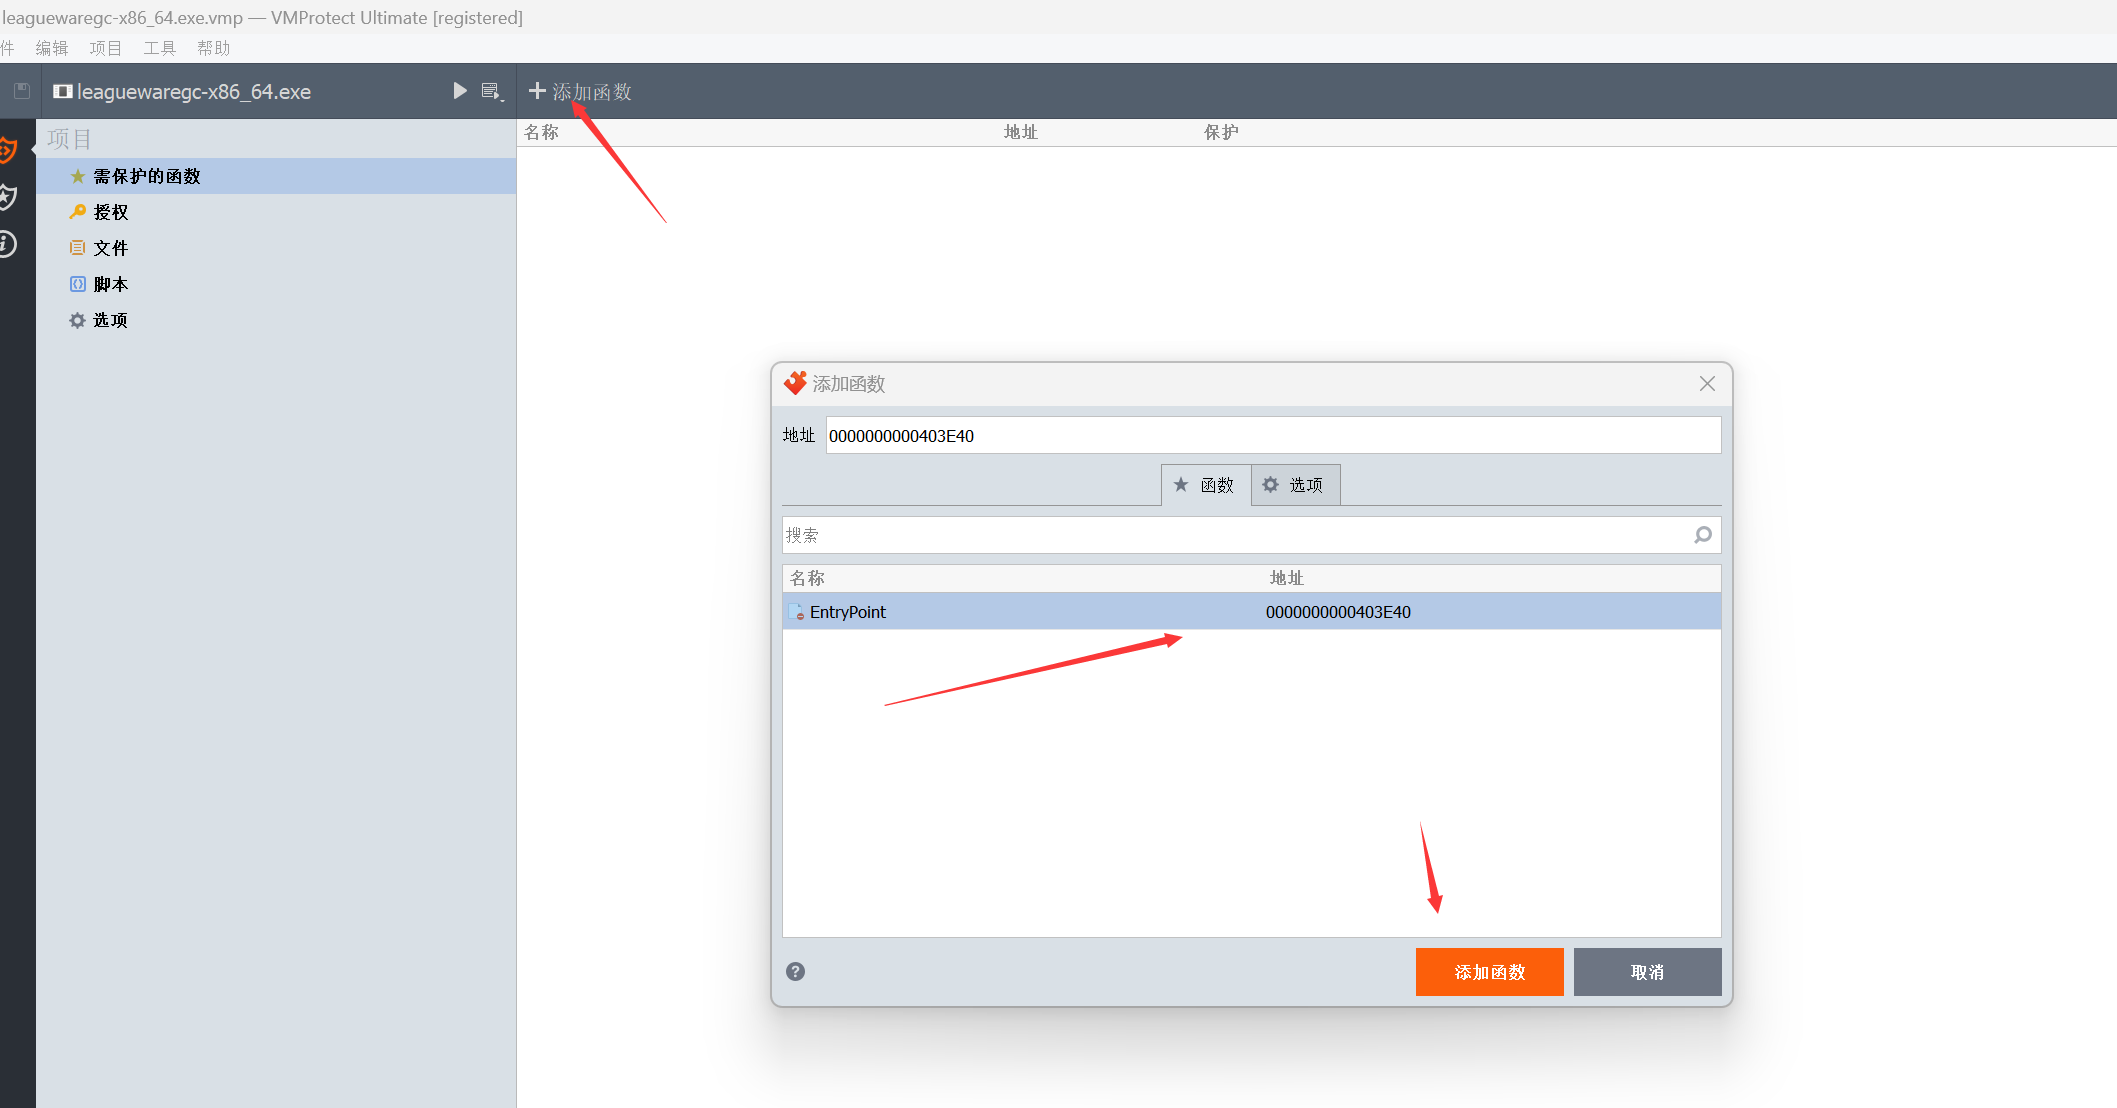 leaguewaregc-x86_64.exe.vmp — VMProtect Ultimate [registered]
件 编辑 项目 工具 帮助
leaguewaregc-x86_64.exe
添加函数
项目
需保护的函数
授权
文件
脚本
选项
名称 地址 保护
添加函数
地址 0000000000403E40
函数 选项
搜索
名称 地址
EntryPoint 0000000000403E40
添加函数 取消